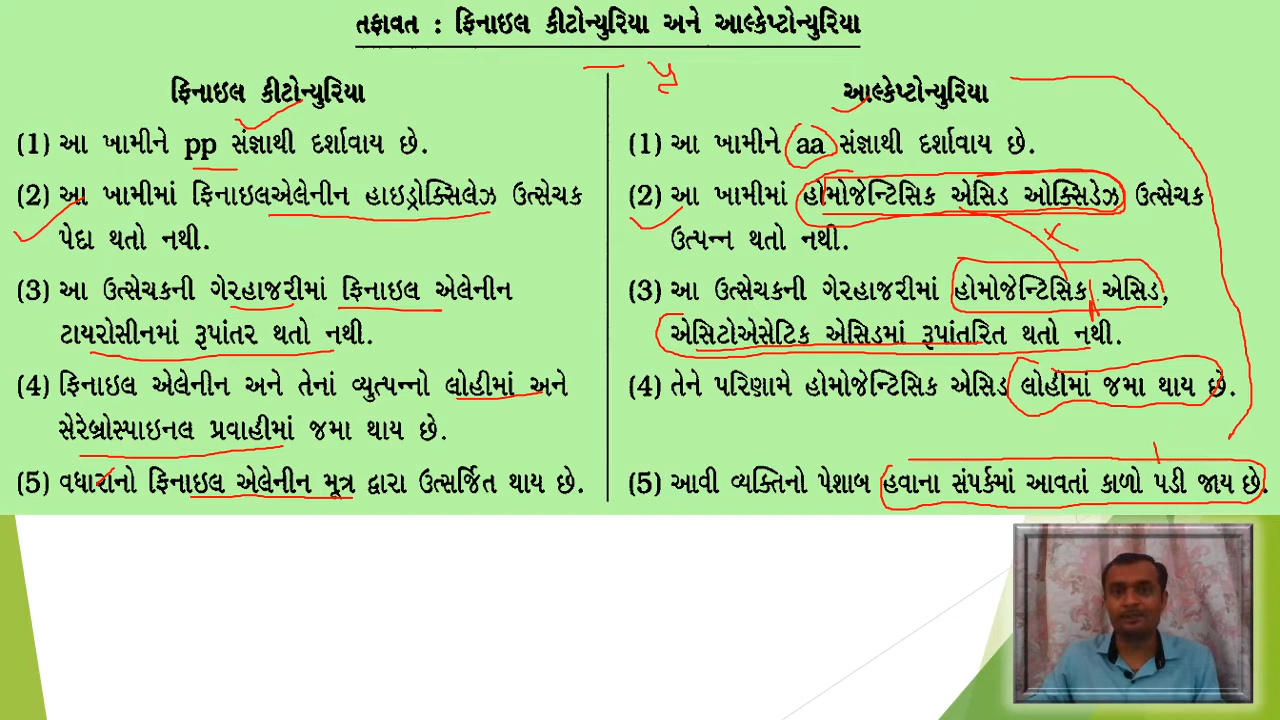 તફાવત : ફિનાઇલ કીટોન્યુરિયા અને આલ્કેપ્ટોન્યુરિયા
ફિનાઇલ કીટોન્યુરિયા
(1) આ ખામીને pp સંજ્ઞાથી દર્શાવાય છે.
(2) આ ખામીમાં ફિનાઇલએલેનીન હાઇડ્રોક્સિલેઝ ઉત્સેચક
પેદા થતો નથી.
(3) આ ઉત્સેચકની ગેરહાજરીમાં ફિનાઇલ એલેનીન
ટાયરોસીનમાં રૂપાંતર થતો નથી.
(4) ફિનાઇલ એલેનીન અને તેનાં વ્યુત્પન્નો લોહીમાં અને
સેરેબ્રોસ્પાઇનલ પ્રવાહીમાં જમા થાય છે.
(5) વધારાનો ફિનાઇલ એલેનીન મૂત્ર દ્વારા ઉત્સર્જિત થાય છે.
આલ્કેપ્ટોન્યુરિયા
(1) આ ખામીને aa સંજ્ઞાથી દર્શાવાય છે.
(2) આ ખામીમાં હોમોજેન્ટિસિક એસિડ ઓક્સિડેઝ ઉત્સેચક
ઉત્પન્ન થતો નથી.
(3) આ ઉત્સેચકની ગેરહાજરીમાં હોમોજેન્ટિસિક એસિડ,
એસિટોએસેટિક એસિડમાં રૂપાંતરિત થતો નથી.
(4) તેને પરિણામે હોમોજેન્ટિસિક એસિડ લોહીમાં જમા થાય છે.
(5) આવી વ્યક્તિનો પેશાબ હવાના સંપર્કમાં આવતાં કાળો પડી જાય છે.